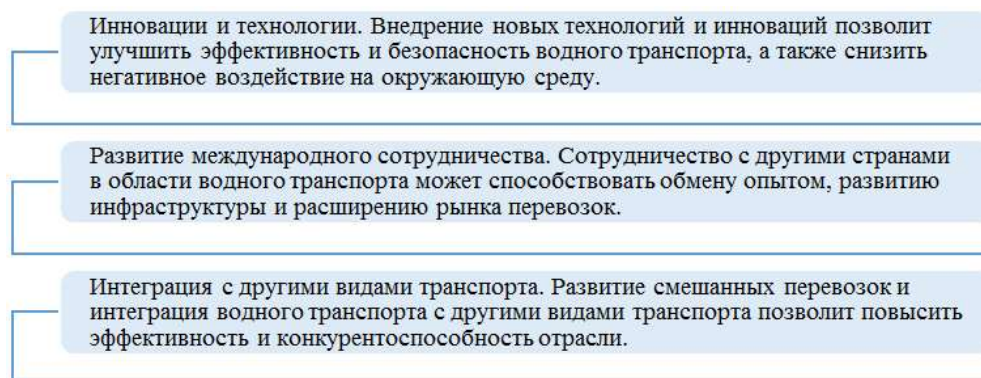 Инновации и технологии. Внедрение новых технологий и инноваций позволит
улучшить эффективность и безопасность водного транспорта, а также снизить
негативное воздействие на окружающую среду.
Развитие международного сотрудничества. Сотрудничество с другими странами
в области водного транспорта может способствовать обмену опытом, развитию
инфраструктуры и расширению рынка перевозок.
Интеграция с другими видами транспорта. Развитие смешанных перевозок и
интеграция водного транспорта с другими видами транспорта позволит повысить
эффективность и конкурентоспособность отрасли.